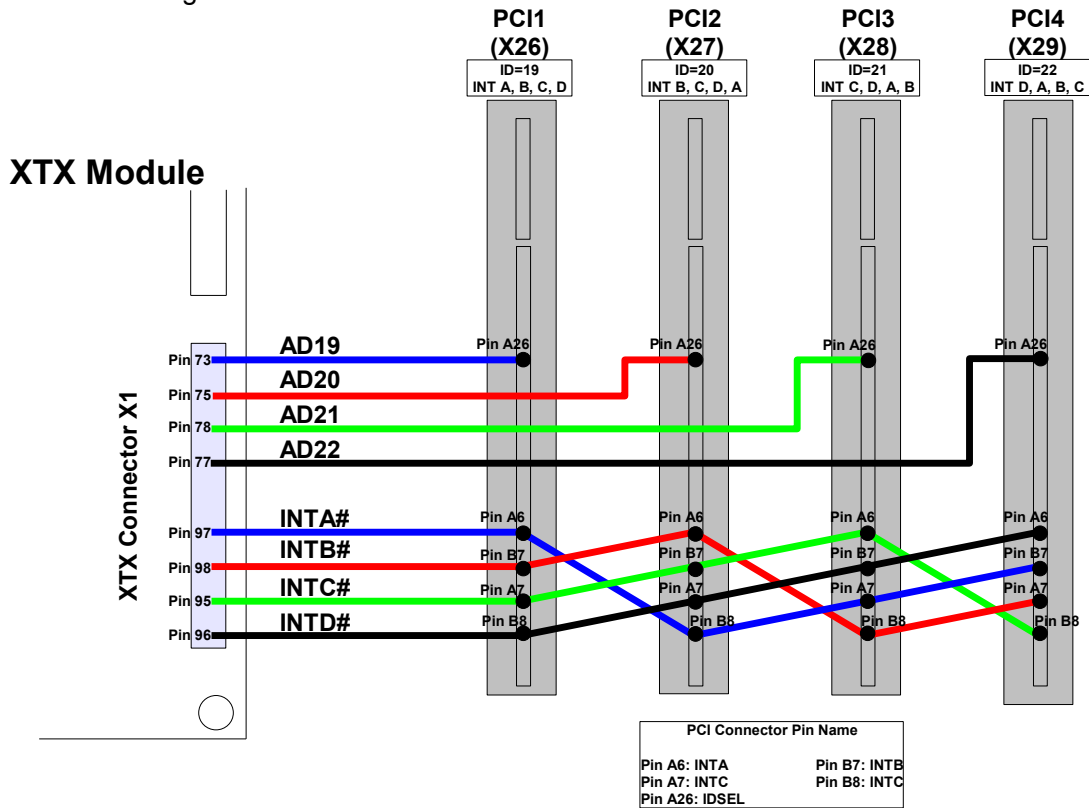 PCI1
(X26)
ID=19
INT A, B, C, D
PCI2
(X27)
ID=20
INT B, C, D, A
PCI3
(X28)
ID=21
INT C, D, A, B
PCI4
(X29)
ID=22
INT D, A, B, C
XTX Module
XTX Connector X1
Pin 73
AD19
Pin A26
Pin A26
Pin A26
Pin A26
Pin 75
AD20
Pin 78
AD21
Pin 77
AD22
Pin 97
INTA#
Pin A6
Pin A6
Pin A6
Pin A6
Pin 98
INTB#
Pin B7
Pin B7
Pin B7
Pin B7
Pin 95
INTC#
Pin A7
Pin A7
Pin A7
Pin A7
Pin 96
INTD#
Pin B8
Pin B8
Pin B8
Pin B8
PCI Connector Pin Name
Pin A6: INTA
Pin B7: INTB
Pin A7: INTC
Pin B8: INTC
Pin A26: IDSEL